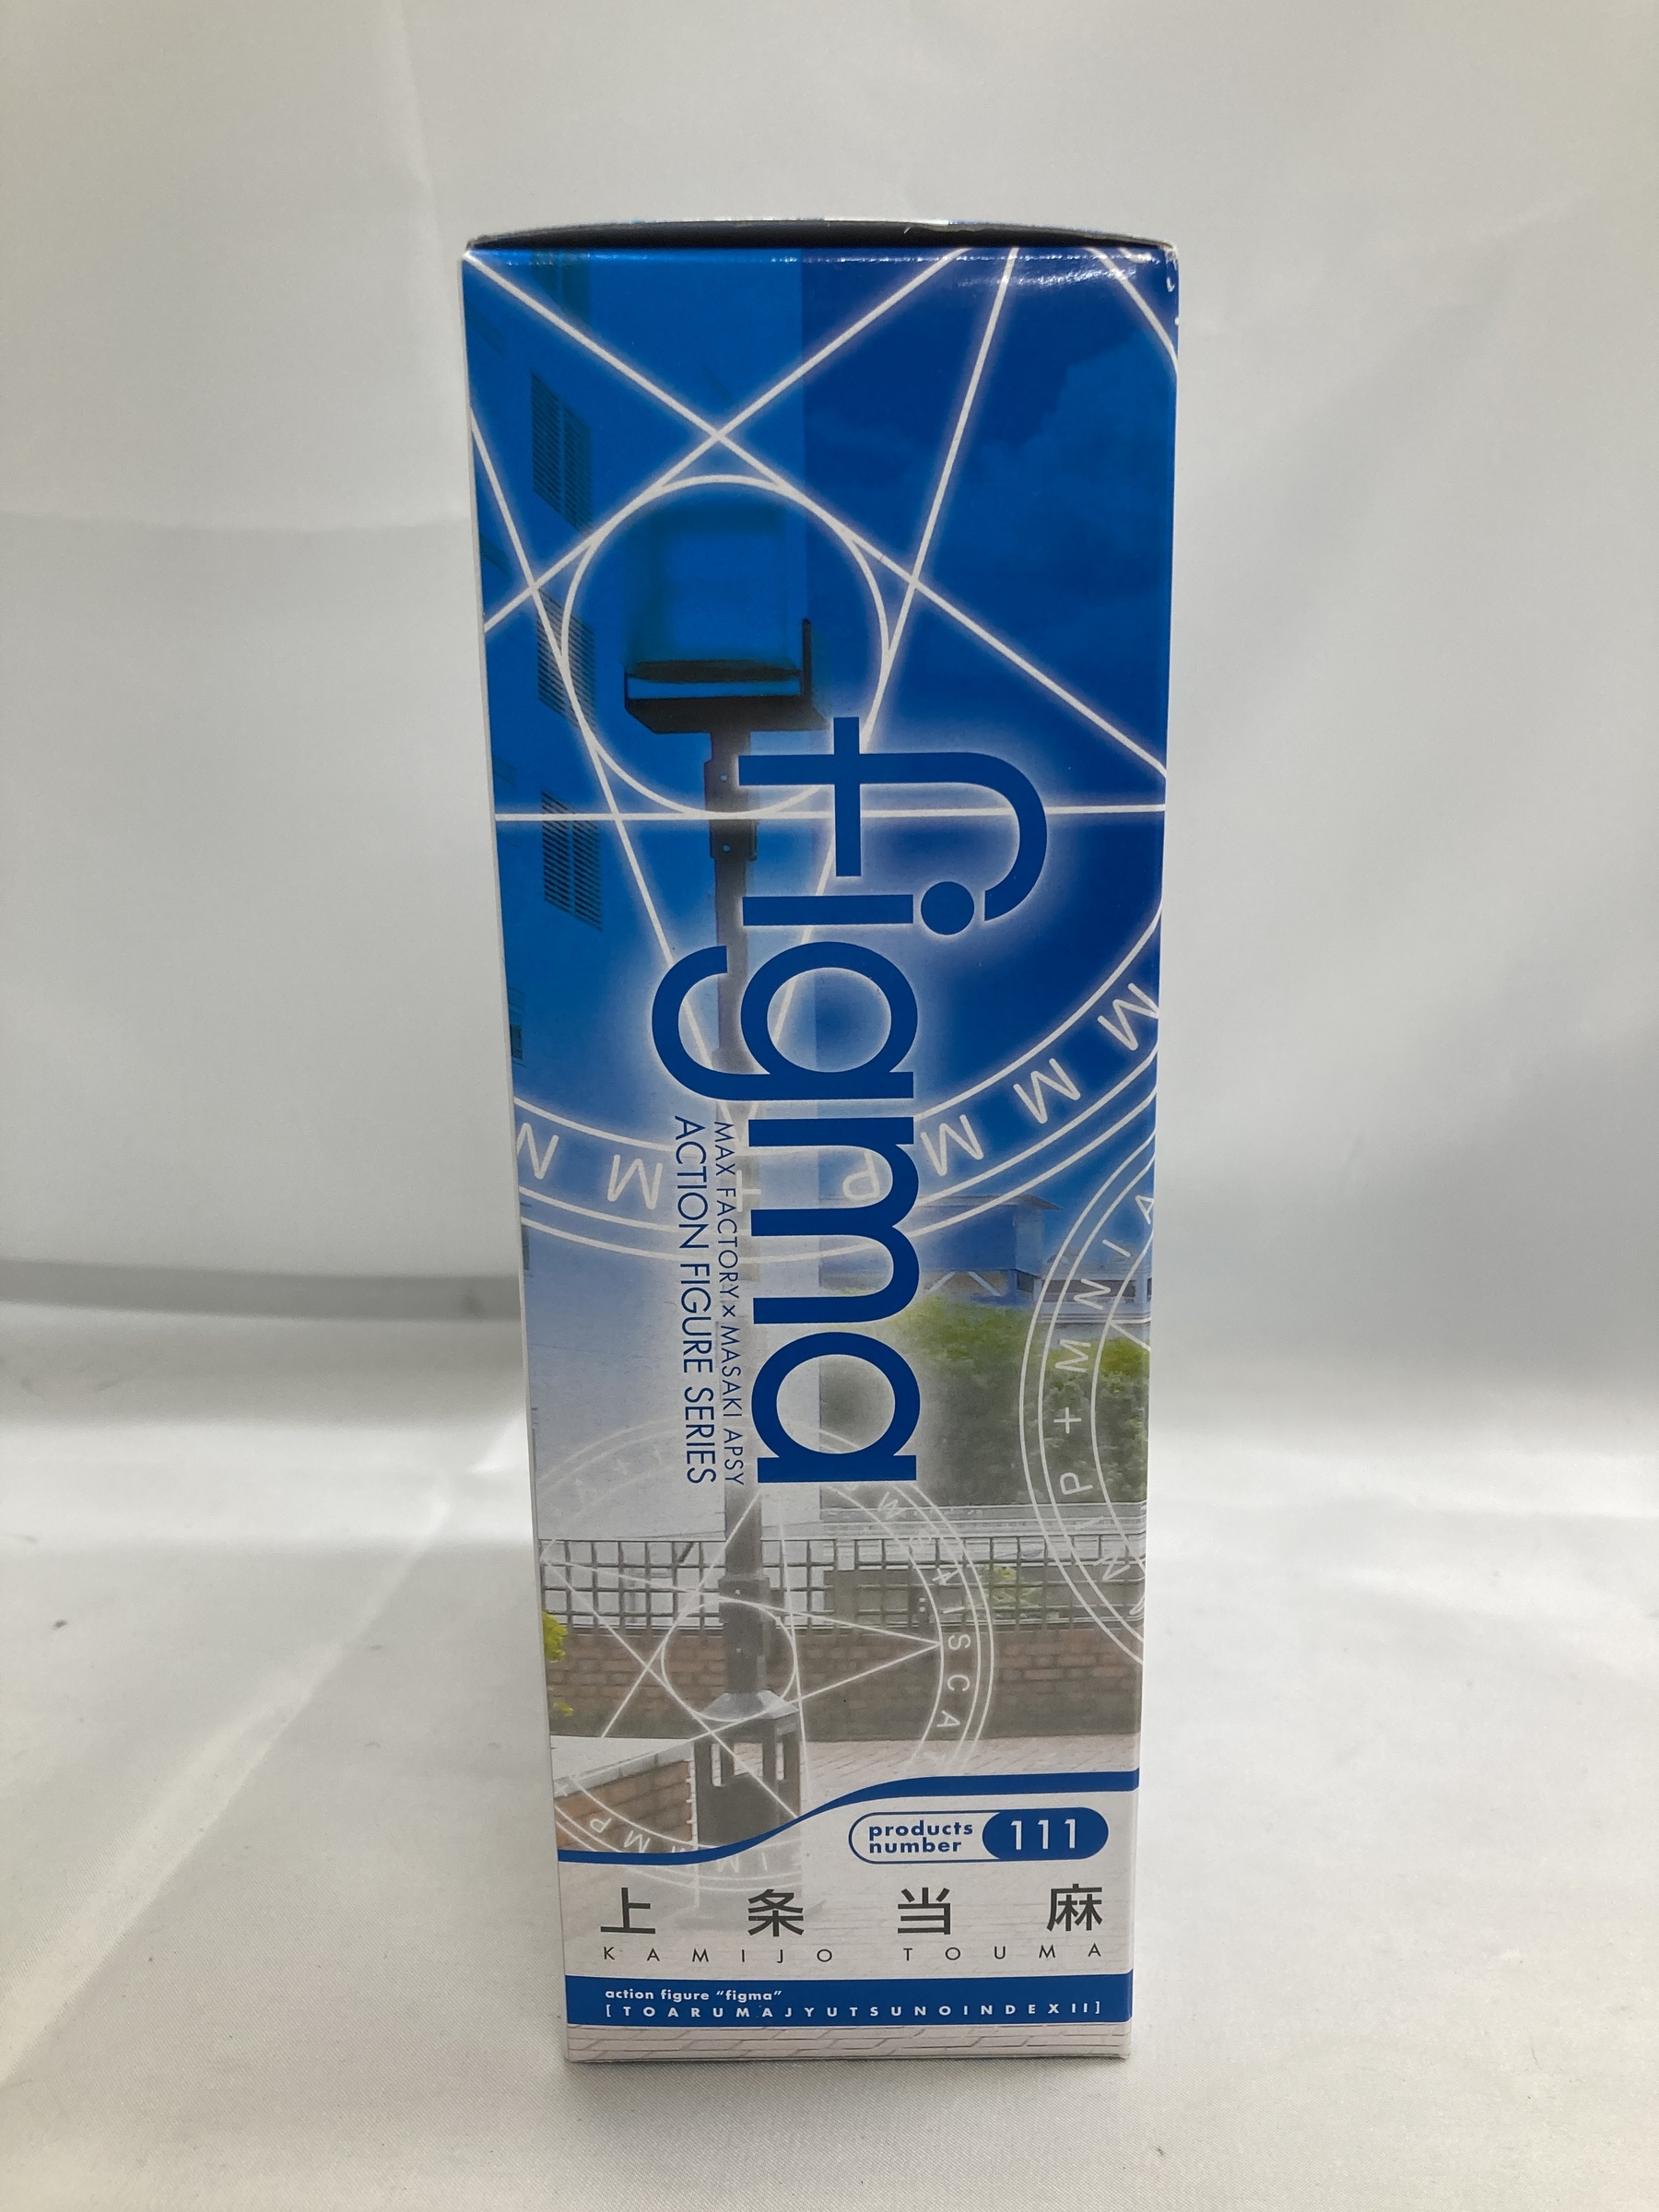 figma
MAX FACTORY×MASAKI APSY
ACTION FIGURE SERIES
products
number
111
上条当麻
KAMIJO TOUMA
action figure “figma”
[TOARUMAJYUTSUNOINDEXII]